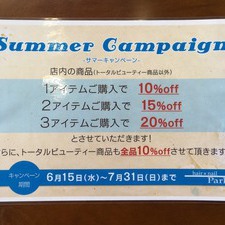 Summer Campaign
-サマーキャンペーン-
店内の商品(トータルビューティー商品以外)
1アイテムご購入で 10%off
2アイテムご購入で 15%off
3アイテムご購入で 20%off
とさせていただきます!
らに、トータルビューティー商品も全品10%offさせて頂きます
キャンペーン
期間
6月15日(水)~7月31日(日)まで
hair+nail
Park